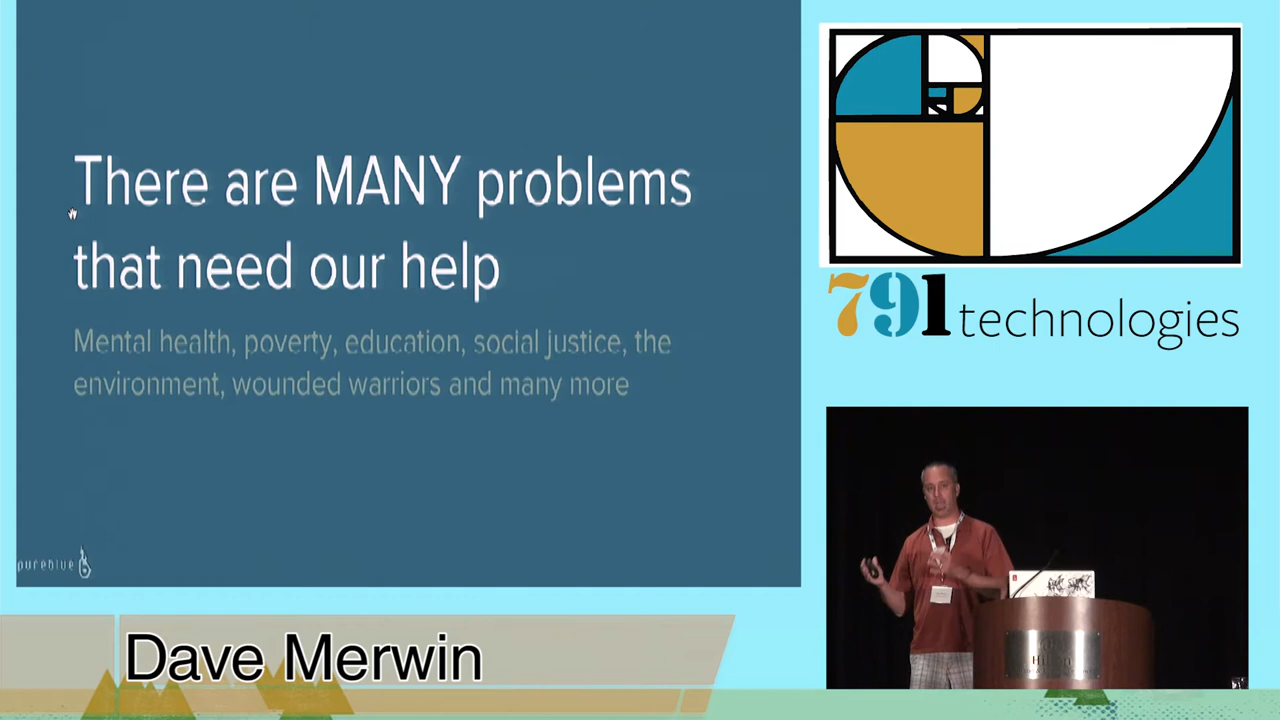 There are MANY problems
that need our help
Mental health, poverty, education, social justice, the
environment, wounded warriors and many more
pureblue
791 technologies
Dave Merwin
Hilton